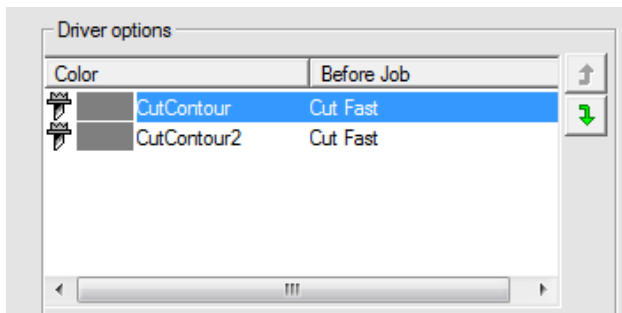 Driver options
Color Before Job
CutContour Cut Fast
CutContour2 Cut Fast